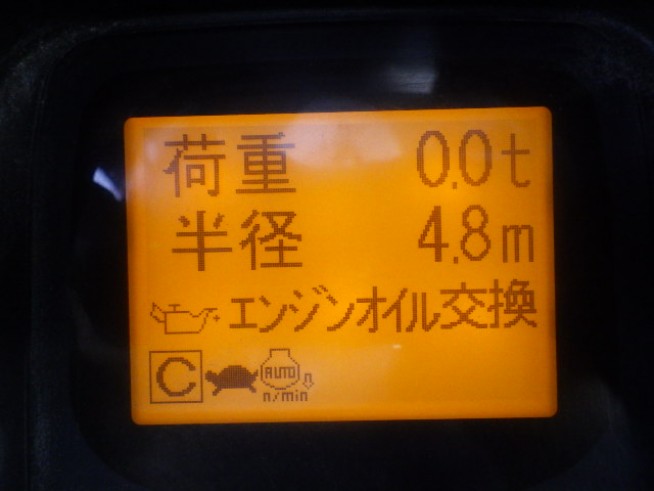 荷重 0.0t
半径 4.8m
エンジンオイル交換
C AUTO
n/min